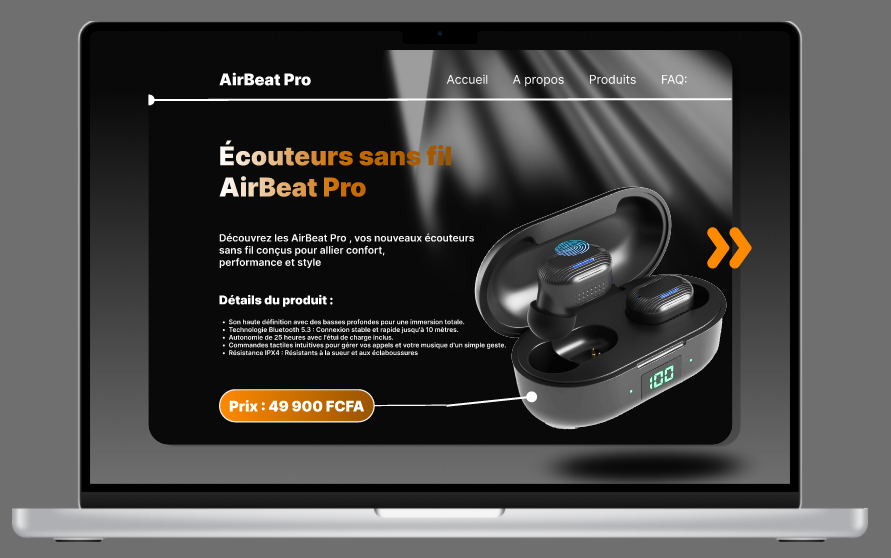 AirBeat Pro
Accueil A propos Produits FAQ:
Écouteurs sans fil
AirBeat Pro
Découvrez les AirBeat Pro , vos nouveaux écouteurs
sans fil conçus pour allier confort,
performance et style
Détails du produit :
• Son haute définition avec des basses profondes pour une immersion totale.
• Technologie Bluetooth 5.3 : Connexion stable et rapide jusqu'à 10 mètres.
• Autonomie de 25 heures avec l'étui de charge inclus.
• Commandes tactiles intuitives pour gérer vos appels et votre musique d'un simple geste.
• Résistance IPX4 : Résistants à la sueur et aux éclaboussures
100
Prix : 49 900 FCFA